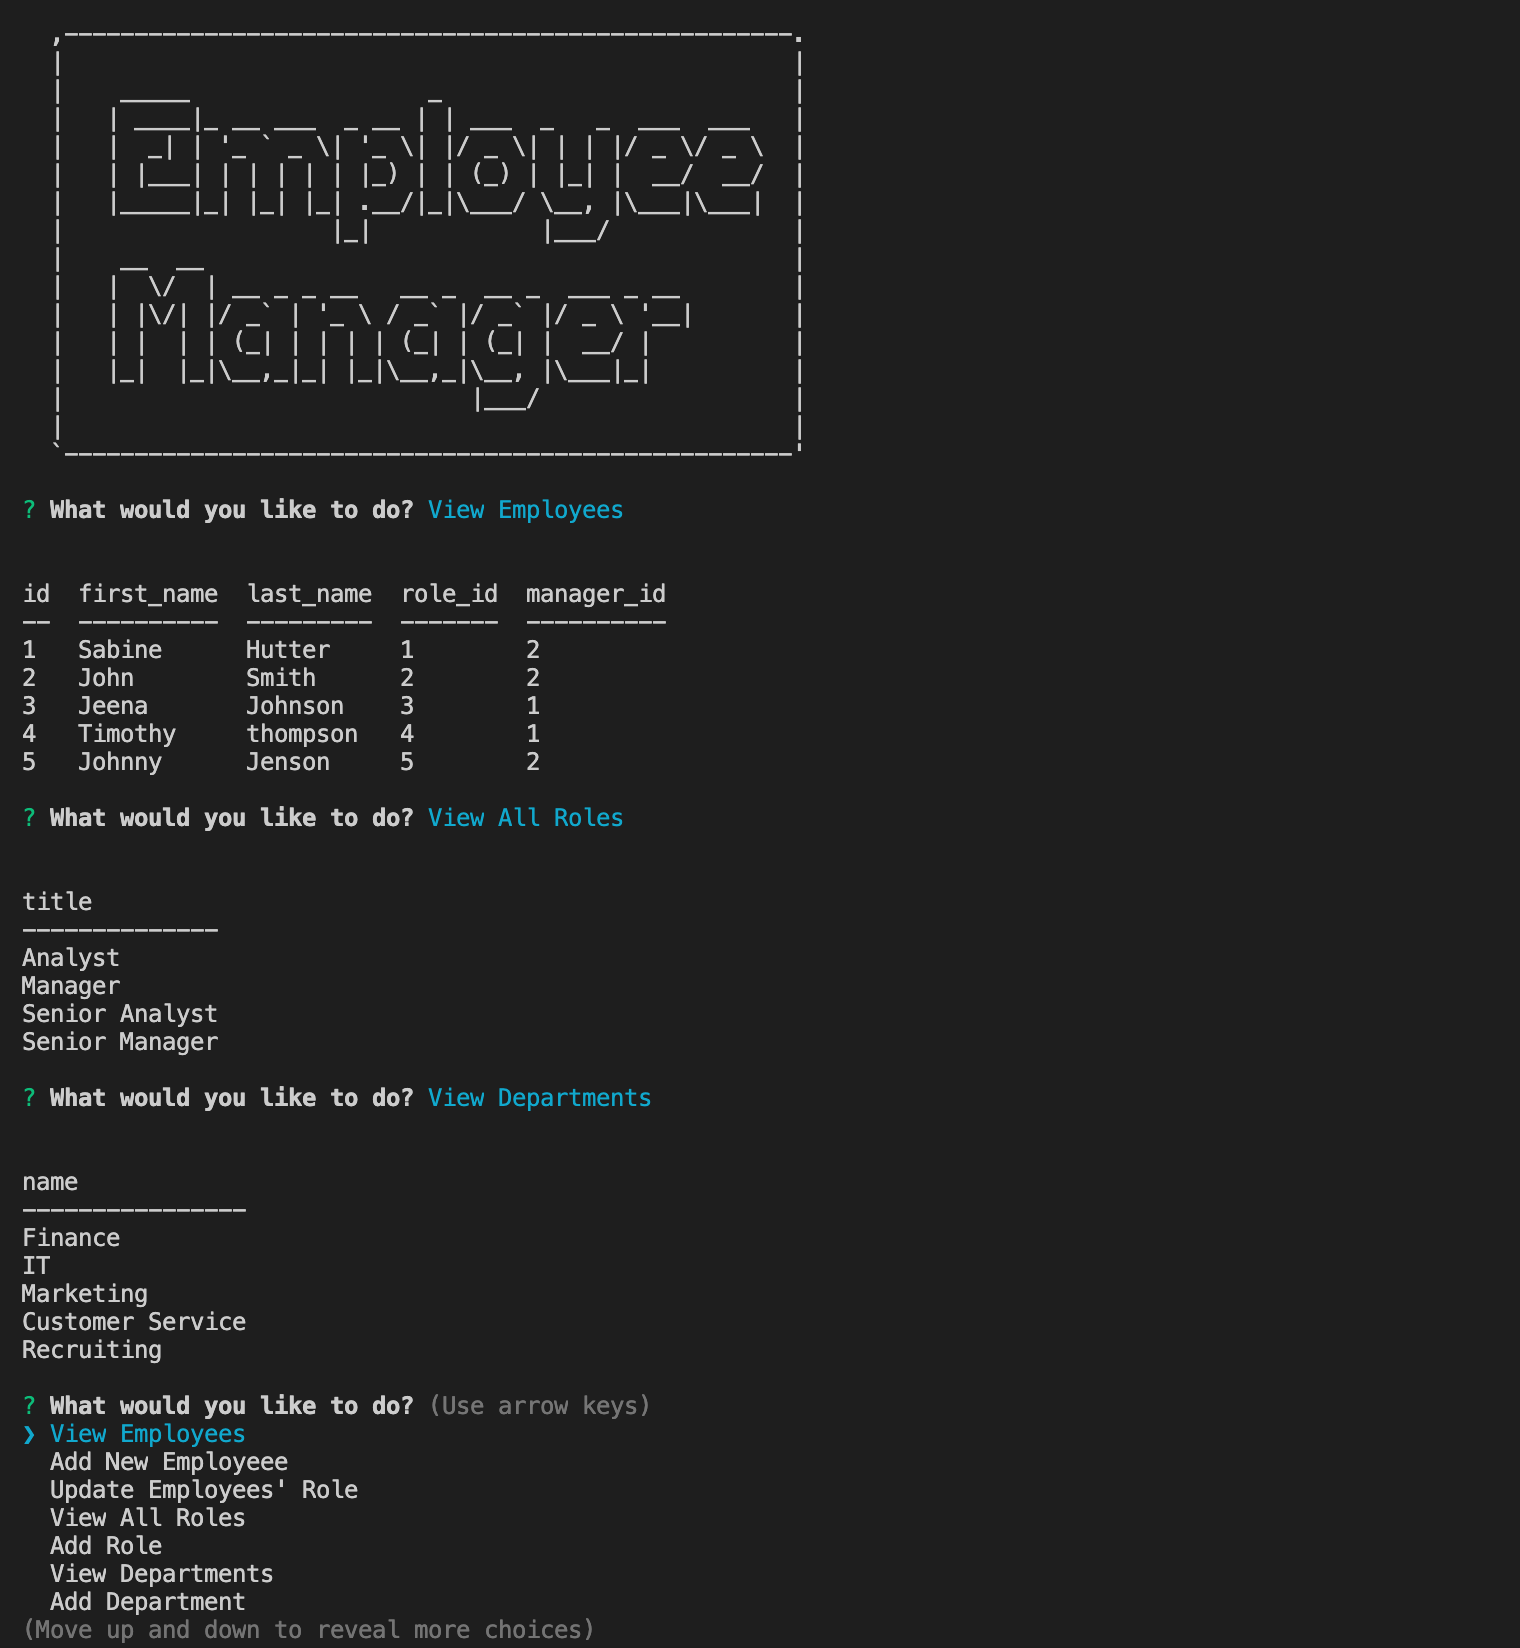 Employee
Manager
? What would you like to do? View Employees
id  first_name  last_name  role_id  manager_id
--  ----------  ---------  -------  ----------
1   Sabine      Hutter     1        2
2   John        Smith      2        2
3   Jeena       Johnson    3        1
4   Timothy     thompson   4        1
5   Johnny      Jenson     5        2
? What would you like to do? View All Roles
title
--------------
Analyst
Manager
Senior Analyst
Senior Manager
? What would you like to do? View Departments
name
----------------
Finance
IT
Marketing
Customer Service
Recruiting
? What would you like to do? (Use arrow keys)
❯ View Employees
  Add New Employeee
  Update Employees' Role
  View All Roles
  Add Role
  View Departments
  Add Department
(Move up and down to reveal more choices)